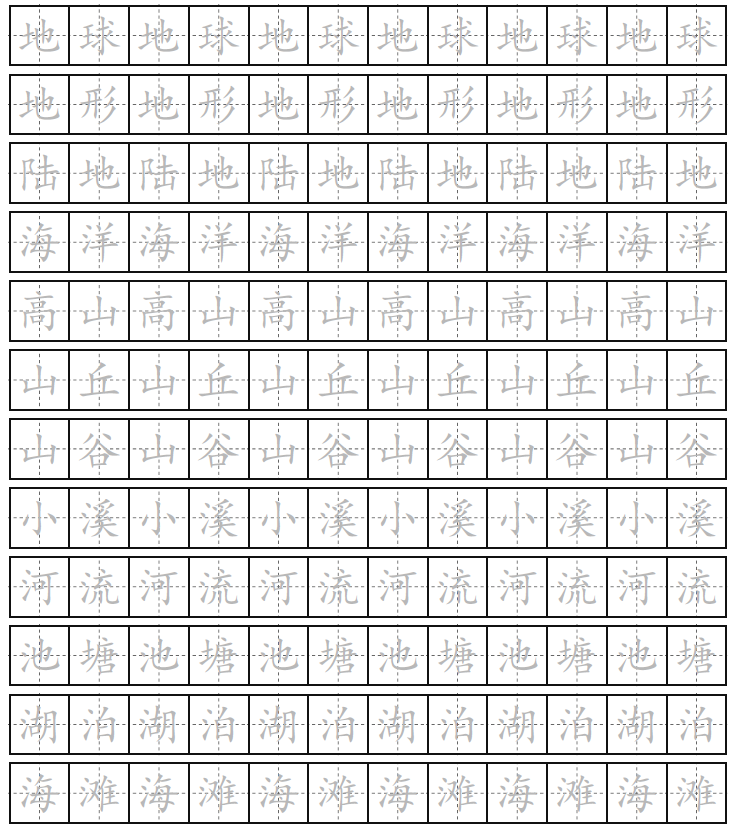 地球地球地球地球地球地球
地形地形地形地形地形地形
陆地陆地陆地陆地陆地陆地
海洋海洋海洋海洋海洋海洋
高山高山高山高山高山高山
山丘山丘山丘山丘山丘山丘
山谷山谷山谷山谷山谷山谷
小溪小溪小溪小溪小溪小溪
河流河流河流河流河流河流
池塘池塘池塘池塘池塘池塘
湖泊湖泊湖泊湖泊湖泊湖泊
海滩海滩海滩海滩海滩海滩